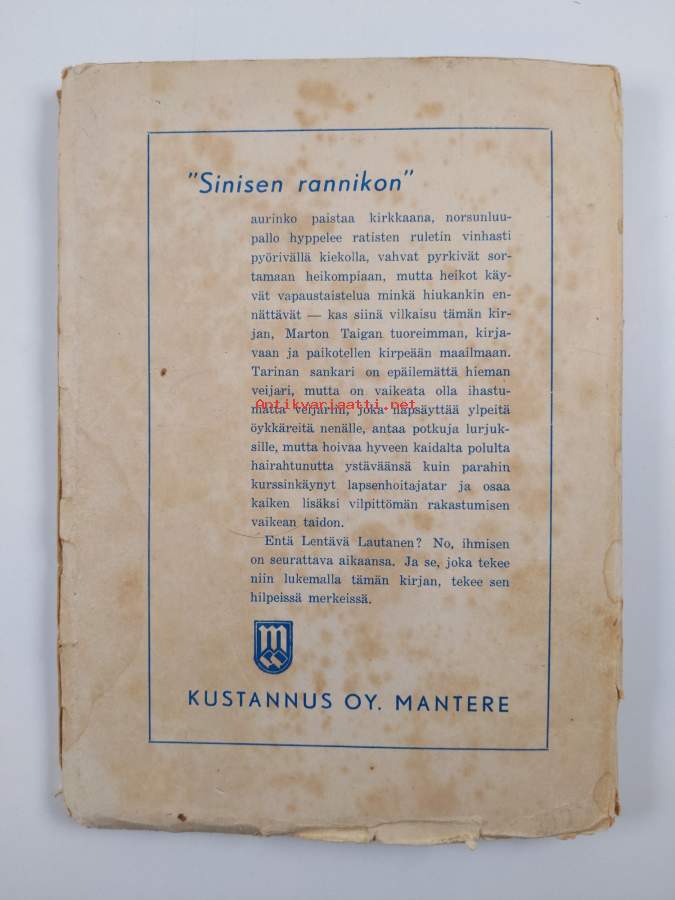 "Sinisen rannikon"
aurinko paistaa kirkkaana, norsunluu-
pallo hyppelee ratisten ruletin vinhasti
pyörivällä kiekolla, vahvat pyrkivät sor-
tamaan heikompiaan, mutta heikot käy-
vät vapaustaistelua minkä hiukankin en-
nättävät — kas siinä vilkaisu tämän kir-
jan, Marton Taigan tuoreimman, kirja-
vaan ja paikotellen kirpeään maailmaan.
Tarinan sankari on epäilemättä hieman
veijari, mutta on vaikeata olla ihastu-
Antikvariaatti.net
matta veijariin, joka näpsäyttää ylpeitä
öykkäreitä nenälle, antaa potkuja lurjuk-
sille, mutta hoivaa hyveen kaidalta polulta
hairahtunutta ystäväänsä kuin parahin
kurssinkäynyt lapsenhoitajatar ja osaa
kaiken lisäksi vilpittömän rakastumisen
vaikean taidon.
Entä Lentävä Lautanen? No, ihmisen
on seurattava aikaansa. Ja se, joka tekee
niin lukemalla tämän kirjan, tekee sen
hilpeissä merkeissä.
KUSTANNUS OY. MANTERE